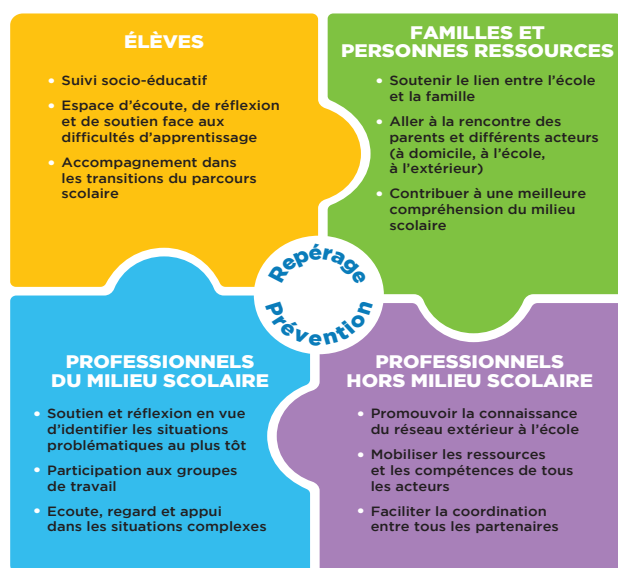 ÉLÈVES
• Suivi socio-éducatif
• Espace d'écoute, de réflexion
et de soutien face aux
difficultés d'apprentissage
• Accompagnement dans
les transitions du parcours
scolaire
FAMILLES ET
PERSONNES RESSOURCES
• Soutenir le lien entre l'école
et la famille
• Aller à la rencontre des
parents et différents acteurs
(à domicile, à l'école,
à l'extérieur)
• Contribuer à une meilleure
compréhension du milieu
scolaire
Repérage
Prévention
PROFESSIONNELS
DU MILIEU SCOLAIRE
• Soutien et réflexion en vue
d'identifier les situations
problématiques au plus tôt
• Participation aux groupes
de travail
• Ecoute, regard et appui
dans les situations complexes
PROFESSIONNELS
HORS MILIEU SCOLAIRE
• Promouvoir la connaissance
du réseau extérieur à l'école
• Mobiliser les ressources
et les compétences de tous
les acteurs
• Faciliter la coordination
entre tous les partenaires